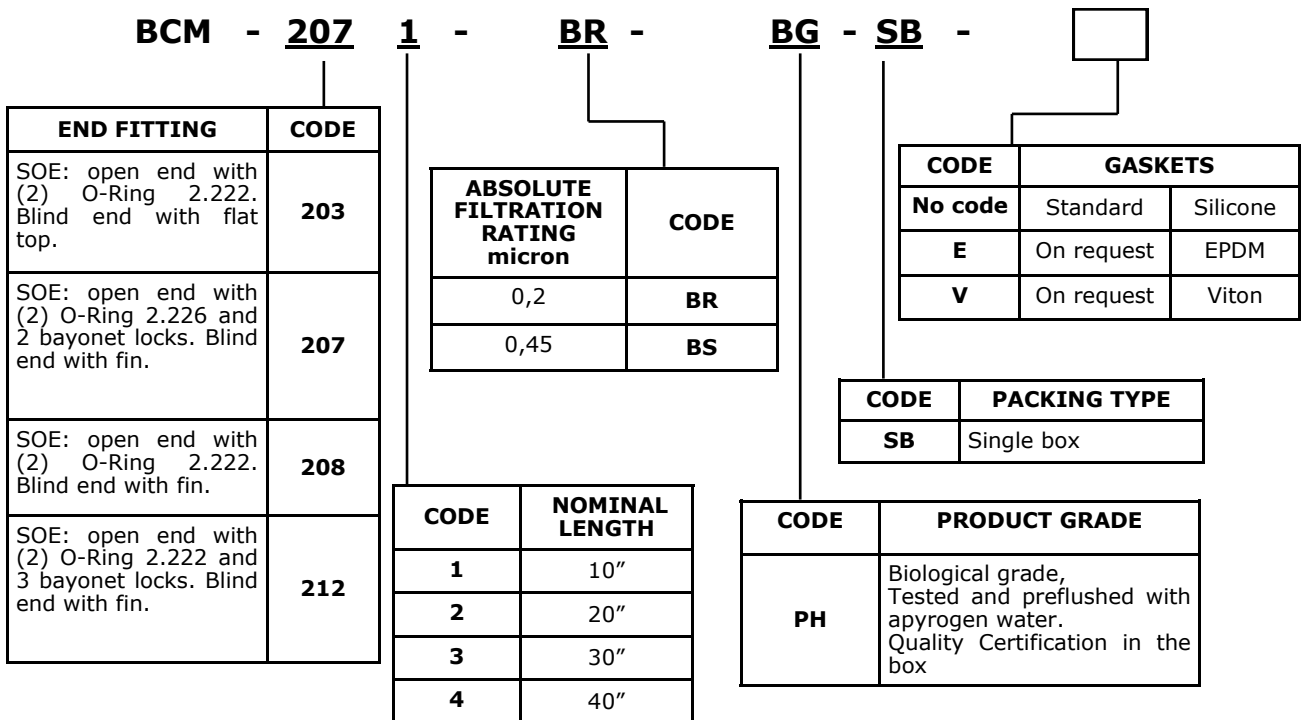 BCM - 207 1 - BR - BG - SB -
END FITTING CODE
SOE: open end with
(2) O-Ring 2.222.
Blind end with flat
top.
203
SOE: open end with
(2) O-Ring 2.226 and
2 bayonet locks. Blind
end with fin.
207
SOE: open end with
(2) O-Ring 2.222.
Blind end with fin.
208
SOE: open end with
(2) O-Ring 2.222 and
3 bayonet locks. Blind
end with fin.
212
ABSOLUTE
FILTRATION
RATING
micron
CODE
0,2 BR
0,45 BS
CODE GASKETS
No code Standard Silicone
E On request EPDM
V On request Viton
CODE PACKING TYPE
SB Single box
CODE NOMINAL
LENGTH
1 10″
2 20″
3 30″
4 40″
CODE PRODUCT GRADE
PH
Biological grade,
Tested and preflushed with
apyrogen water.
Quality Certification in the
box